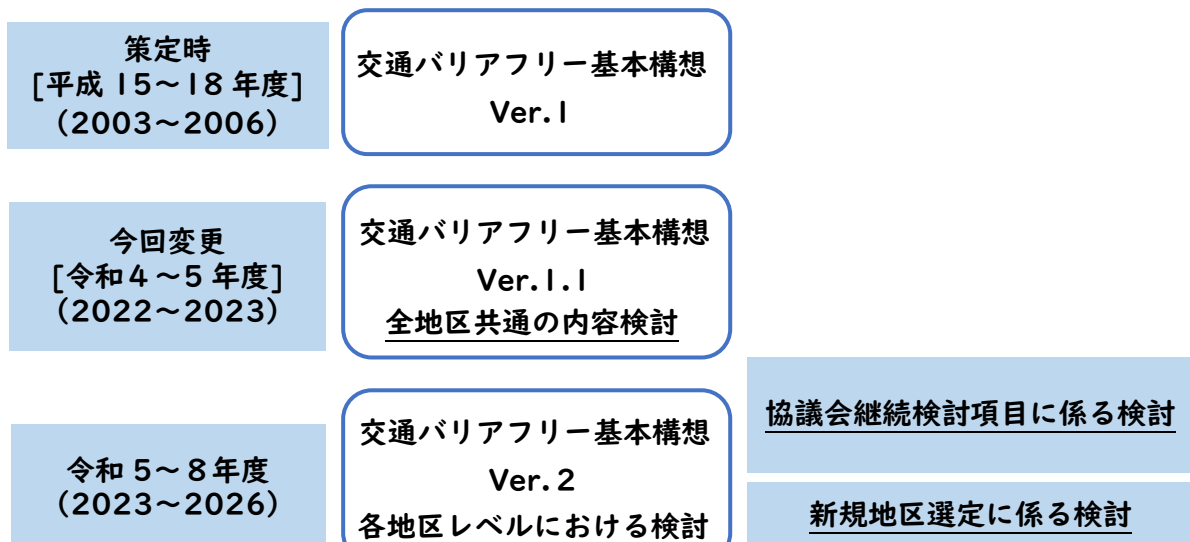 策定時
[平成15~18年度]
(2003~2006)
交通バリアフリー基本構想
Ver.1
今回変更
[令和4~5年度]
(2022~2023)
交通バリアフリー基本構想
Ver.1.1
全地区共通の内容検討
令和5~8年度
(2023~2026)
交通バリアフリー基本構想
Ver.2
各地区レベルにおける検討
協議会継続検討項目に係る検討
新規地区選定に係る検討